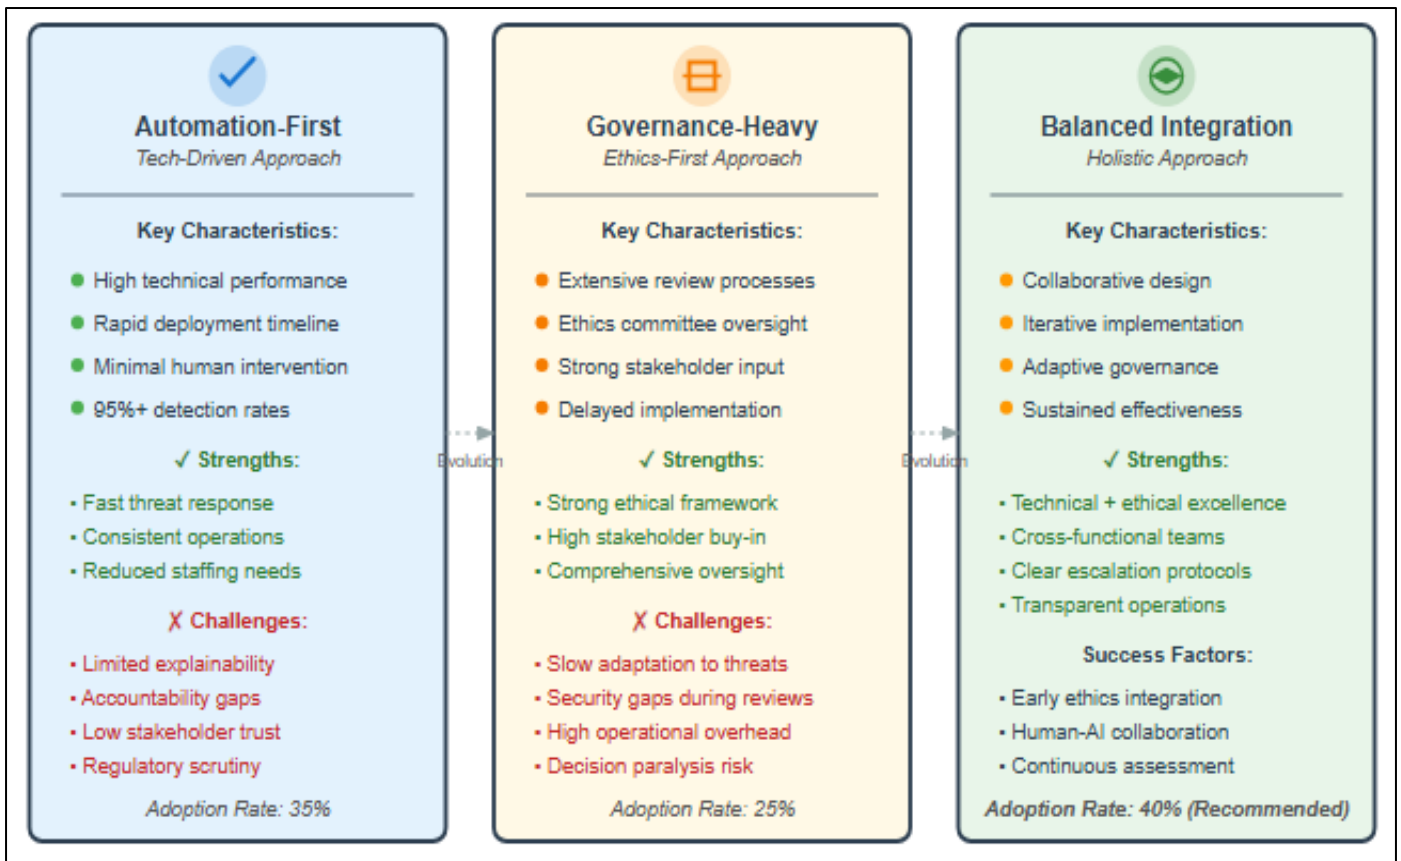 Automation-First
Tech-Driven Approach
Key Characteristics:
High technical performance
Rapid deployment timeline
Minimal human intervention
95%+ detection rates
✓ Strengths:
▪ Fast threat response
▪ Consistent operations
▪ Reduced staffing needs
✗ Challenges:
▪ Limited explainability
▪ Accountability gaps
▪ Low stakeholder trust
▪ Regulatory scrutiny
Adoption Rate: 35%
Evolution
Governance-Heavy
Ethics-First Approach
Key Characteristics:
Extensive review processes
Ethics committee oversight
Strong stakeholder input
Delayed implementation
✓ Strengths:
▪ Strong ethical framework
▪ High stakeholder buy-in
▪ Comprehensive oversight
✗ Challenges:
▪ Slow adaptation to threats
▪ Security gaps during reviews
▪ High operational overhead
▪ Decision paralysis risk
Adoption Rate: 25%
Evolution
Balanced Integration
Holistic Approach
Key Characteristics:
Collaborative design
Iterative implementation
Adaptive governance
Sustained effectiveness
✓ Strengths:
▪ Technical + ethical excellence
▪ Cross-functional teams
▪ Clear escalation protocols
▪ Transparent operations
Success Factors:
▪ Early ethics integration
▪ Human-AI collaboration
▪ Continuous assessment
Adoption Rate: 40% (Recommended)